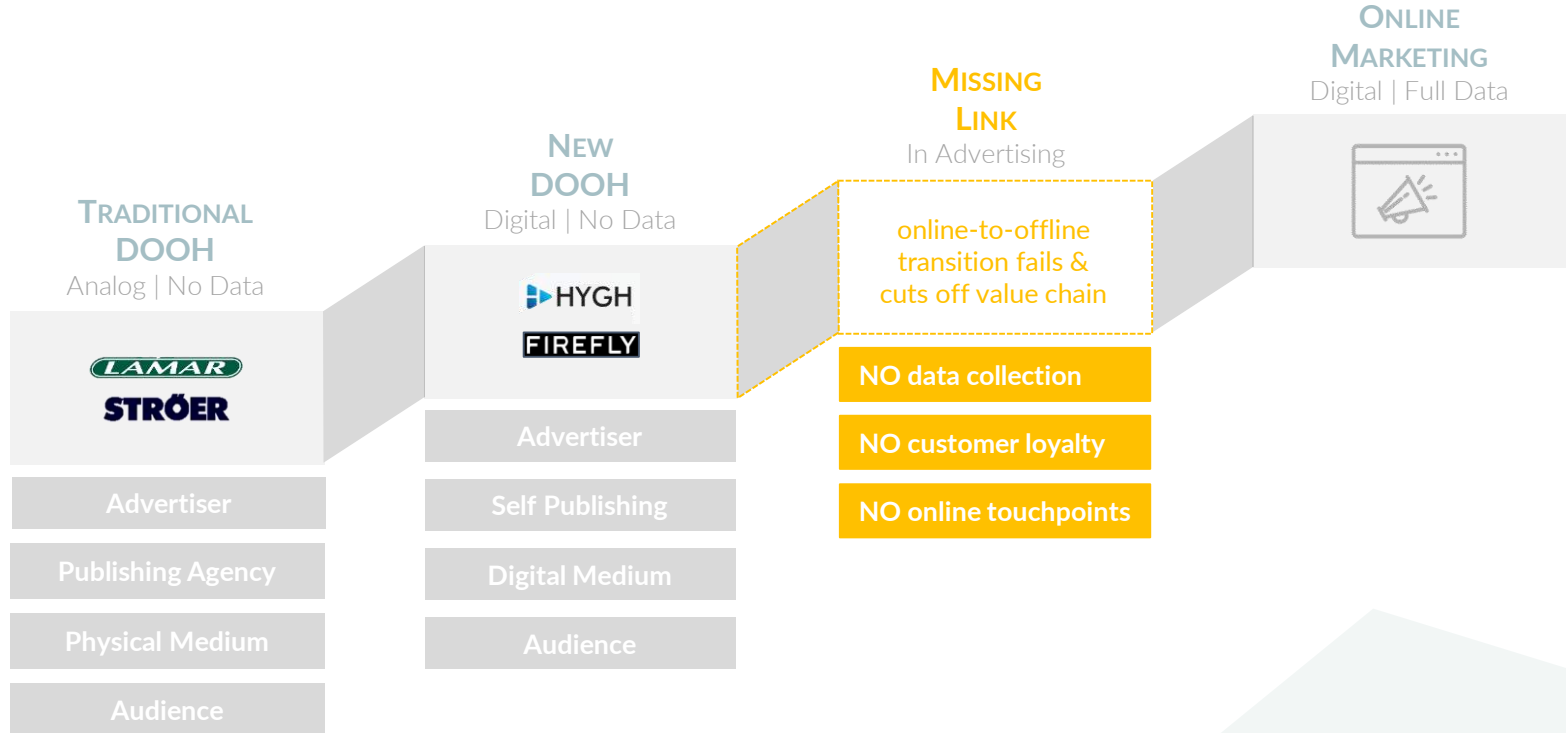 TRADITIONAL
DOOH
Analog | No Data
LAMAR
STRÖER
Advertiser
Publishing Agency
Physical Medium
Audience
NEW
DOOH
Digital | No Data
HYGH
FIREFLY
Advertiser
Self Publishing
Digital Medium
Audience
MISSING
LINK
In Advertising
online-to-offline
transition fails &
cuts off value chain
NO data collection
NO customer loyalty
NO online touchpoints
ONLINE
MARKETING
Digital | Full Data